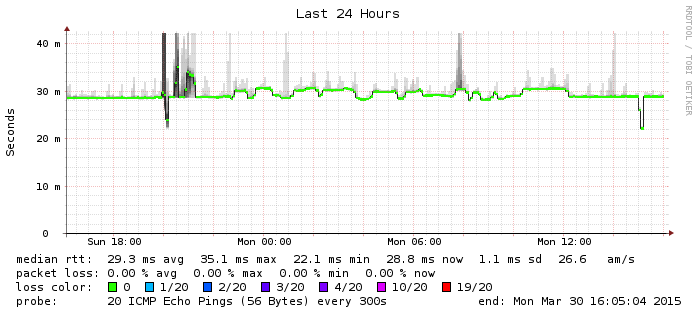 Last 24 Hours
RRDTOOL / TOBI OETIKER
Seconds
40 m
30 m
20 m
10 m
0
Sun 18:00 Mon 00:00 Mon 06:00 Mon 12:00
median rtt: 29.3 ms avg 35.1 ms max 22.1 ms min 28.8 ms now 1.1 ms sd 26.6 am/s
packet loss: 0.00 % avg 0.00 % max 0.00 % min 0.00 % now
loss color: 0 1/20 2/20 3/20 4/20 10/20 19/20
probe: 20 ICMP Echo Pings (56 Bytes) every 300s end: Mon Mar 30 16:05:04 2015